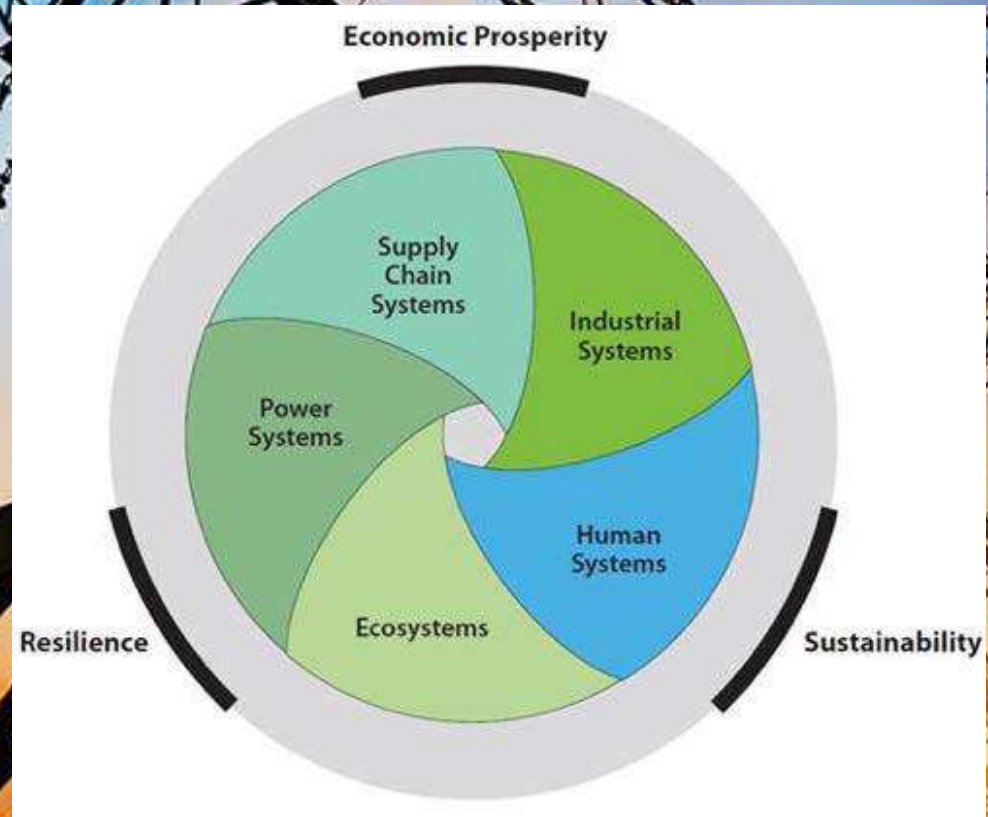 Economic Prosperity
Supply
Chain
Systems
Industrial
Systems
Power
Systems
Human
Systems
Ecosystems
Resilience
Sustainability